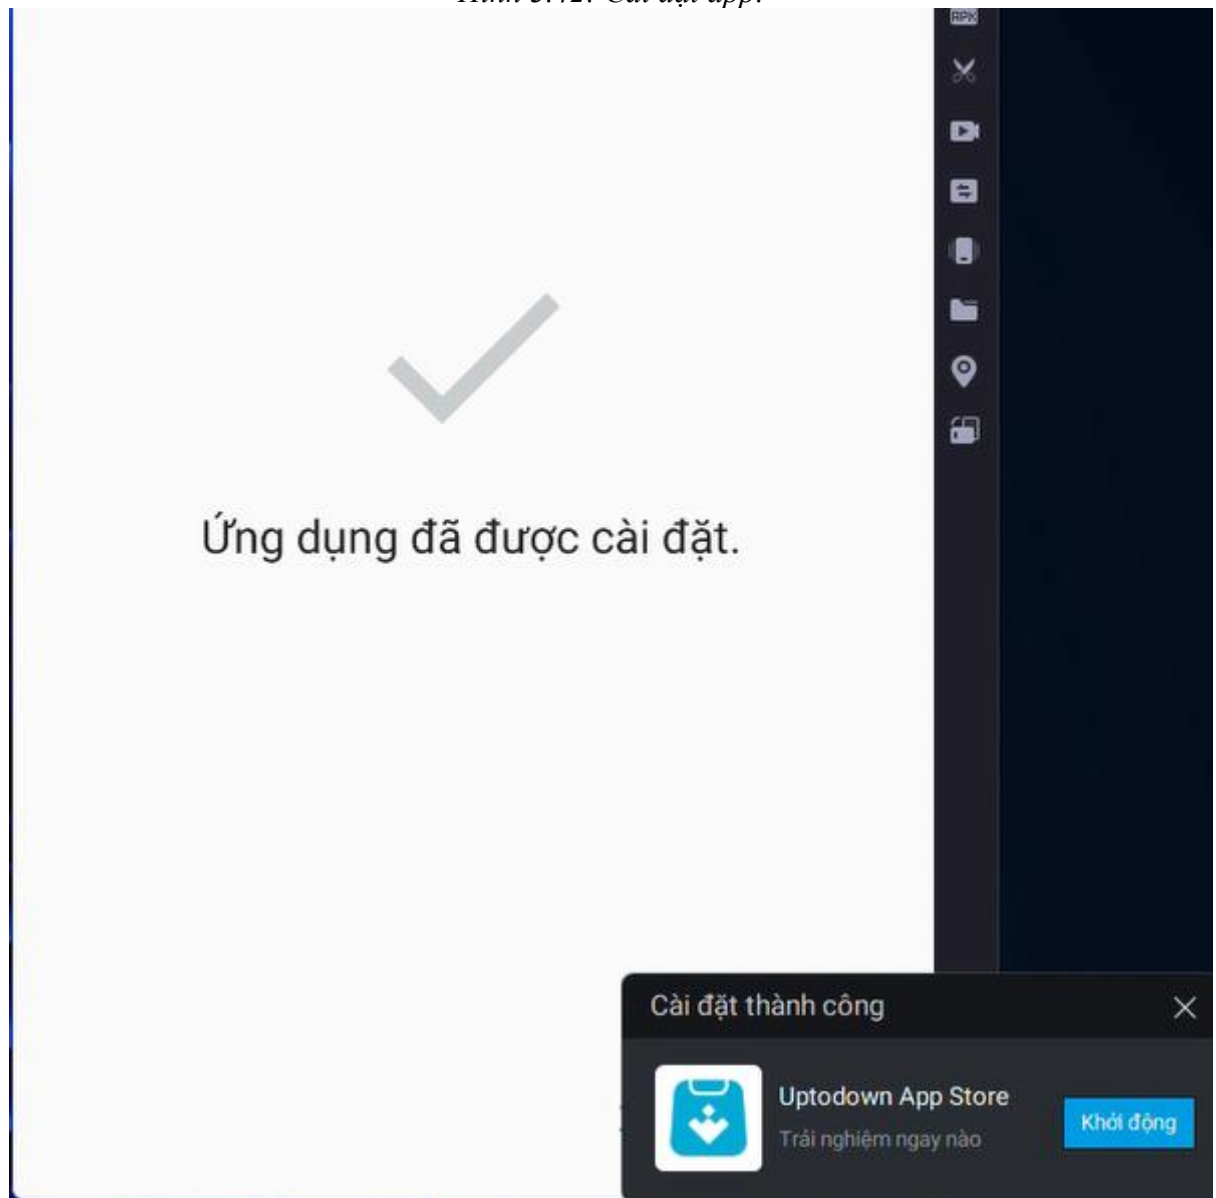 APK
Ứng dụng đã được cài đặt.
Cài đặt thành công
Uptodown App Store
Trải nghiệm ngay nào
Khởi động